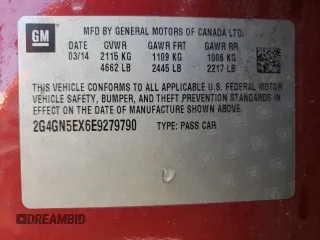 GM
MFD BY GENERAL MOTORS OF CANADA LTD.
DATE GVWR GAWR FRT GAWR RR
03/14 2115 KG 1109 KG 1006 KG
4662 LB 2445 LB 2217 LB
THIS VEHICLE CONFORMS TO ALL APPLICABLE U.S. FEDERAL MOTOR
VEHICLE SAFETY, BUMPER, AND THEFT PREVENTION STANDARDS IN
EFFECT ON THE DATE OF MANUFACTURE SHOWN ABOVE.
2G4GN5EX6E9279790 TYPE: PASS CAR
DREAMBID